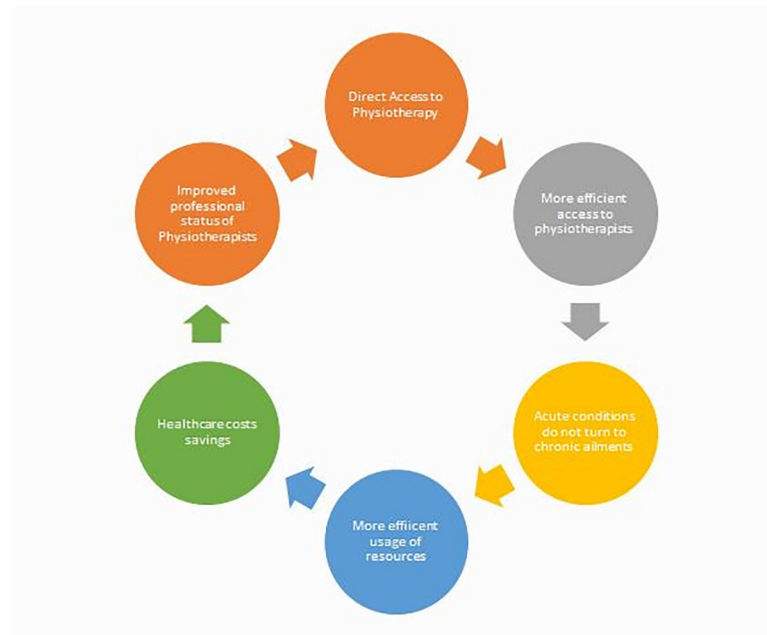 Direct Access to
Physiotherapy
More efficient
access to
physiotherapists
Acute conditions
do not turn to
chronic ailments
More effiicent
usage of
resources
Healthcare costs
savings
Improved
professional
status of
Physiotherapists